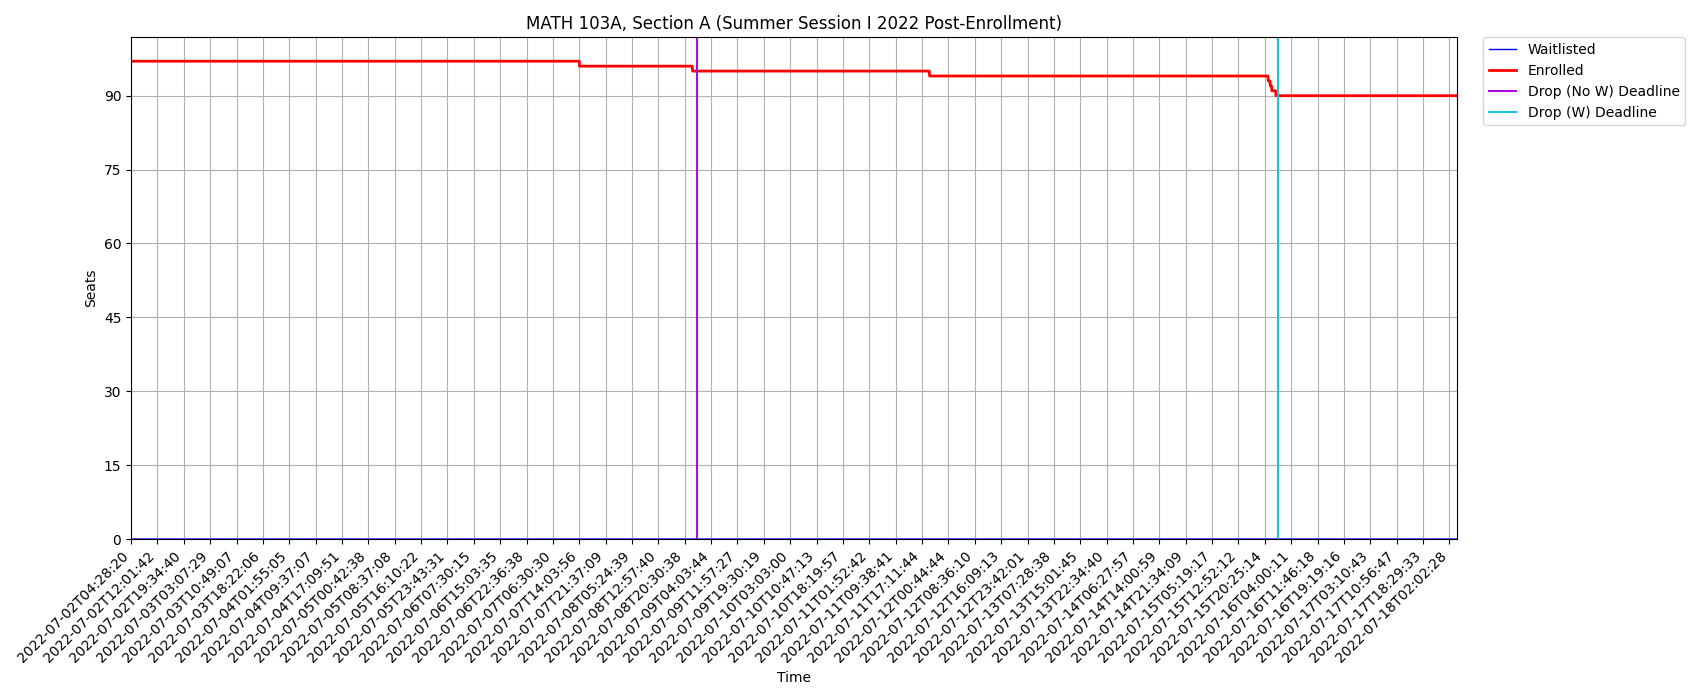 MATH 103A, Section A (Summer Session I 2022 Post-Enrollment)
Waitlisted
Enrolled
Drop (No W) Deadline
Drop (W) Deadline
Seats
90
75
60
45
30
15
0
2022-07-02T04:28:20
2022-07-02T12:01:42
2022-07-02T19:34:40
2022-07-03T03:07:29
2022-07-03T10:49:07
2022-07-03T18:22:06
2022-07-04T01:55:05
2022-07-04T09:37:07
2022-07-04T17:09:51
2022-07-05T00:42:38
2022-07-05T08:37:08
2022-07-05T16:10:22
2022-07-05T23:43:31
2022-07-06T07:30:15
2022-07-06T15:03:35
2022-07-06T22:36:38
2022-07-07T06:30:30
2022-07-07T14:03:56
2022-07-07T21:37:09
2022-07-08T05:24:39
2022-07-08T12:57:40
2022-07-08T20:30:38
2022-07-09T04:03:44
2022-07-09T11:57:27
2022-07-09T19:30:19
2022-07-10T03:03:00
2022-07-10T10:47:13
2022-07-10T18:19:57
2022-07-11T01:52:42
2022-07-11T09:38:41
2022-07-11T17:11:44
2022-07-12T00:44:44
2022-07-12T08:36:10
2022-07-12T16:09:13
2022-07-12T23:42:01
2022-07-13T07:28:38
2022-07-13T15:01:45
2022-07-13T22:34:40
2022-07-14T06:27:57
2022-07-14T14:00:59
2022-07-14T21:34:09
2022-07-15T05:19:17
2022-07-15T12:52:12
2022-07-15T20:25:14
2022-07-16T04:00:11
2022-07-16T11:46:18
2022-07-16T19:19:16
2022-07-17T03:10:43
2022-07-17T10:56:47
2022-07-17T18:29:33
2022-07-18T02:02:28
Time